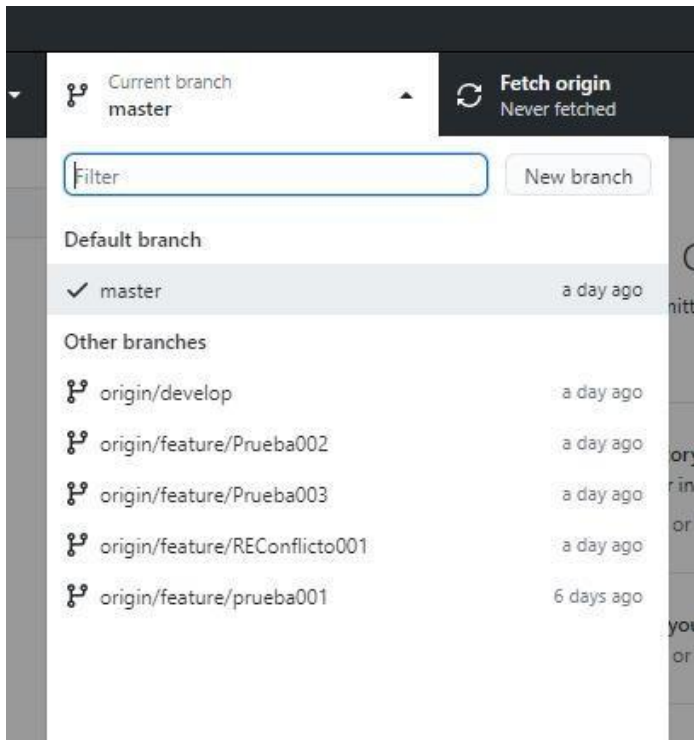 Current branch
master
Fetch origin
Never fetched
Filter
New branch
Default branch
master a day ago
Other branches
origin/develop a day ago
origin/feature/Prueba002 a day ago
origin/feature/Prueba003 a day ago
origin/feature/REConflicto001 a day ago
origin/feature/prueba001 6 days ago
or
or